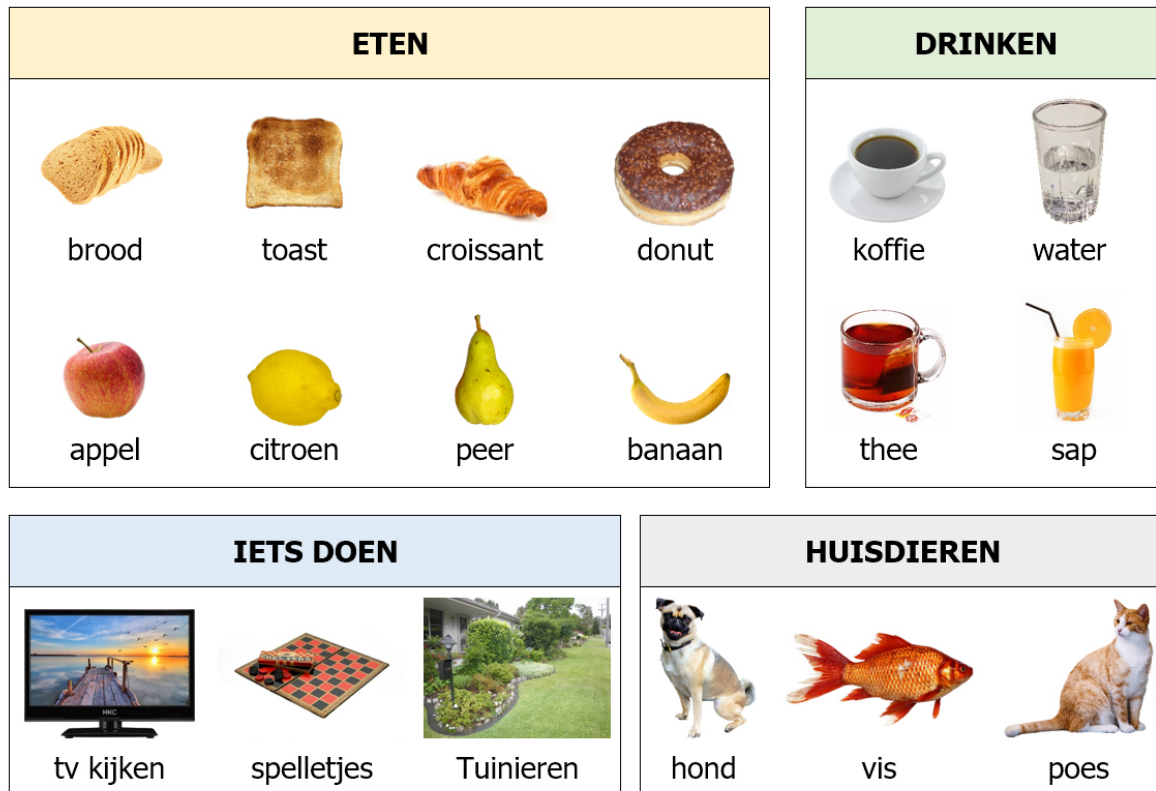 ETEN
brood toast croissant donut
appel citroen peer banaan
DRINKEN
koffie water
thee sap
IETS DOEN
HKC
tv kijken spelletjes Tuinieren
HUISDIEREN
hond vis poes